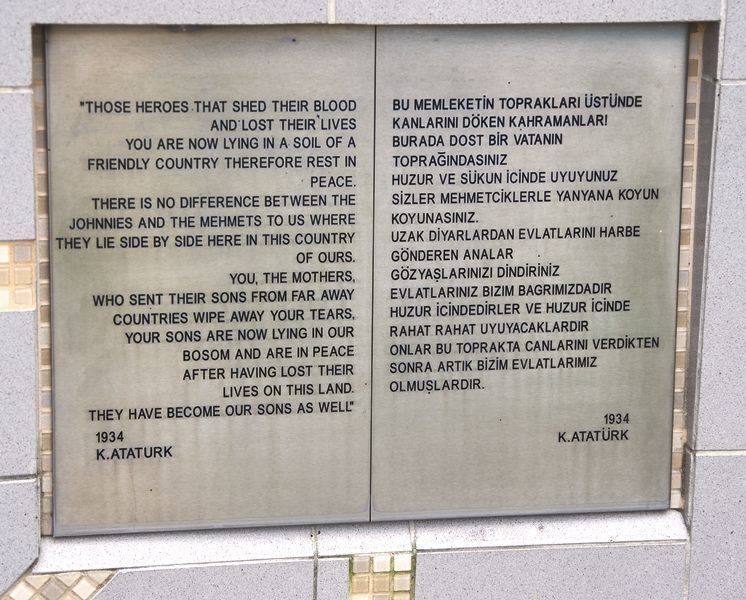 "THOSE HEROES THAT SHED THEIR BLOOD
AND LOST THEIR LIVES
YOU ARE NOW LYING IN A SOIL OF A
FRIENDLY COUNTRY THEREFORE REST IN
PEACE.
THERE IS NO DIFFERENCE BETWEEN THE
JOHNNIES AND THE MEHMETS TO US WHERE
THEY LIE SIDE BY SIDE HERE IN THIS COUNTRY
OF OURS.
YOU, THE MOTHERS,
WHO SENT THEIR SONS FROM FAR AWAY
COUNTRIES WIPE AWAY YOUR TEARS,
YOUR SONS ARE NOW LYING IN OUR
BOSOM AND ARE IN PEACE
AFTER HAVING LOST THEIR
LIVES ON THIS LAND.
THEY HAVE BECOME OUR SONS AS WELL"
1934
K.ATATURK
BU MEMLEKETİN TOPRAKLARI ÜSTÜNDE
KANLARINI DÖKEN KAHRAMANLAR!
BURADA DOST BİR VATANIN
TOPRAĞINDASINIZ
HUZUR VE SÜKUN İCİNDE UYUYUNUZ
SİZLER MEHMETCİKLERLE YANYANA KOYUN
KOYUNASINIZ.
UZAK DİYARLARDAN EVLATLARINI HARBE
GÖNDEREN ANALAR
GÖZYAŞLARINIZI DİNDİRİNİZ
EVLATLARINIZ BIZIM BAGRIMIZDADIR
HUZUR İCİNDEDİRLER VE HUZUR İCİNDE
RAHAT RAHAT UYUYACAKLARDIR
ONLAR BU TOPRAKTA CANLARINI VERDİKTEN
SONRA ARTIK BİZİM EVLATLARIMIZ
OLMUŞLARDIR.
1934
K.ATATÜRK